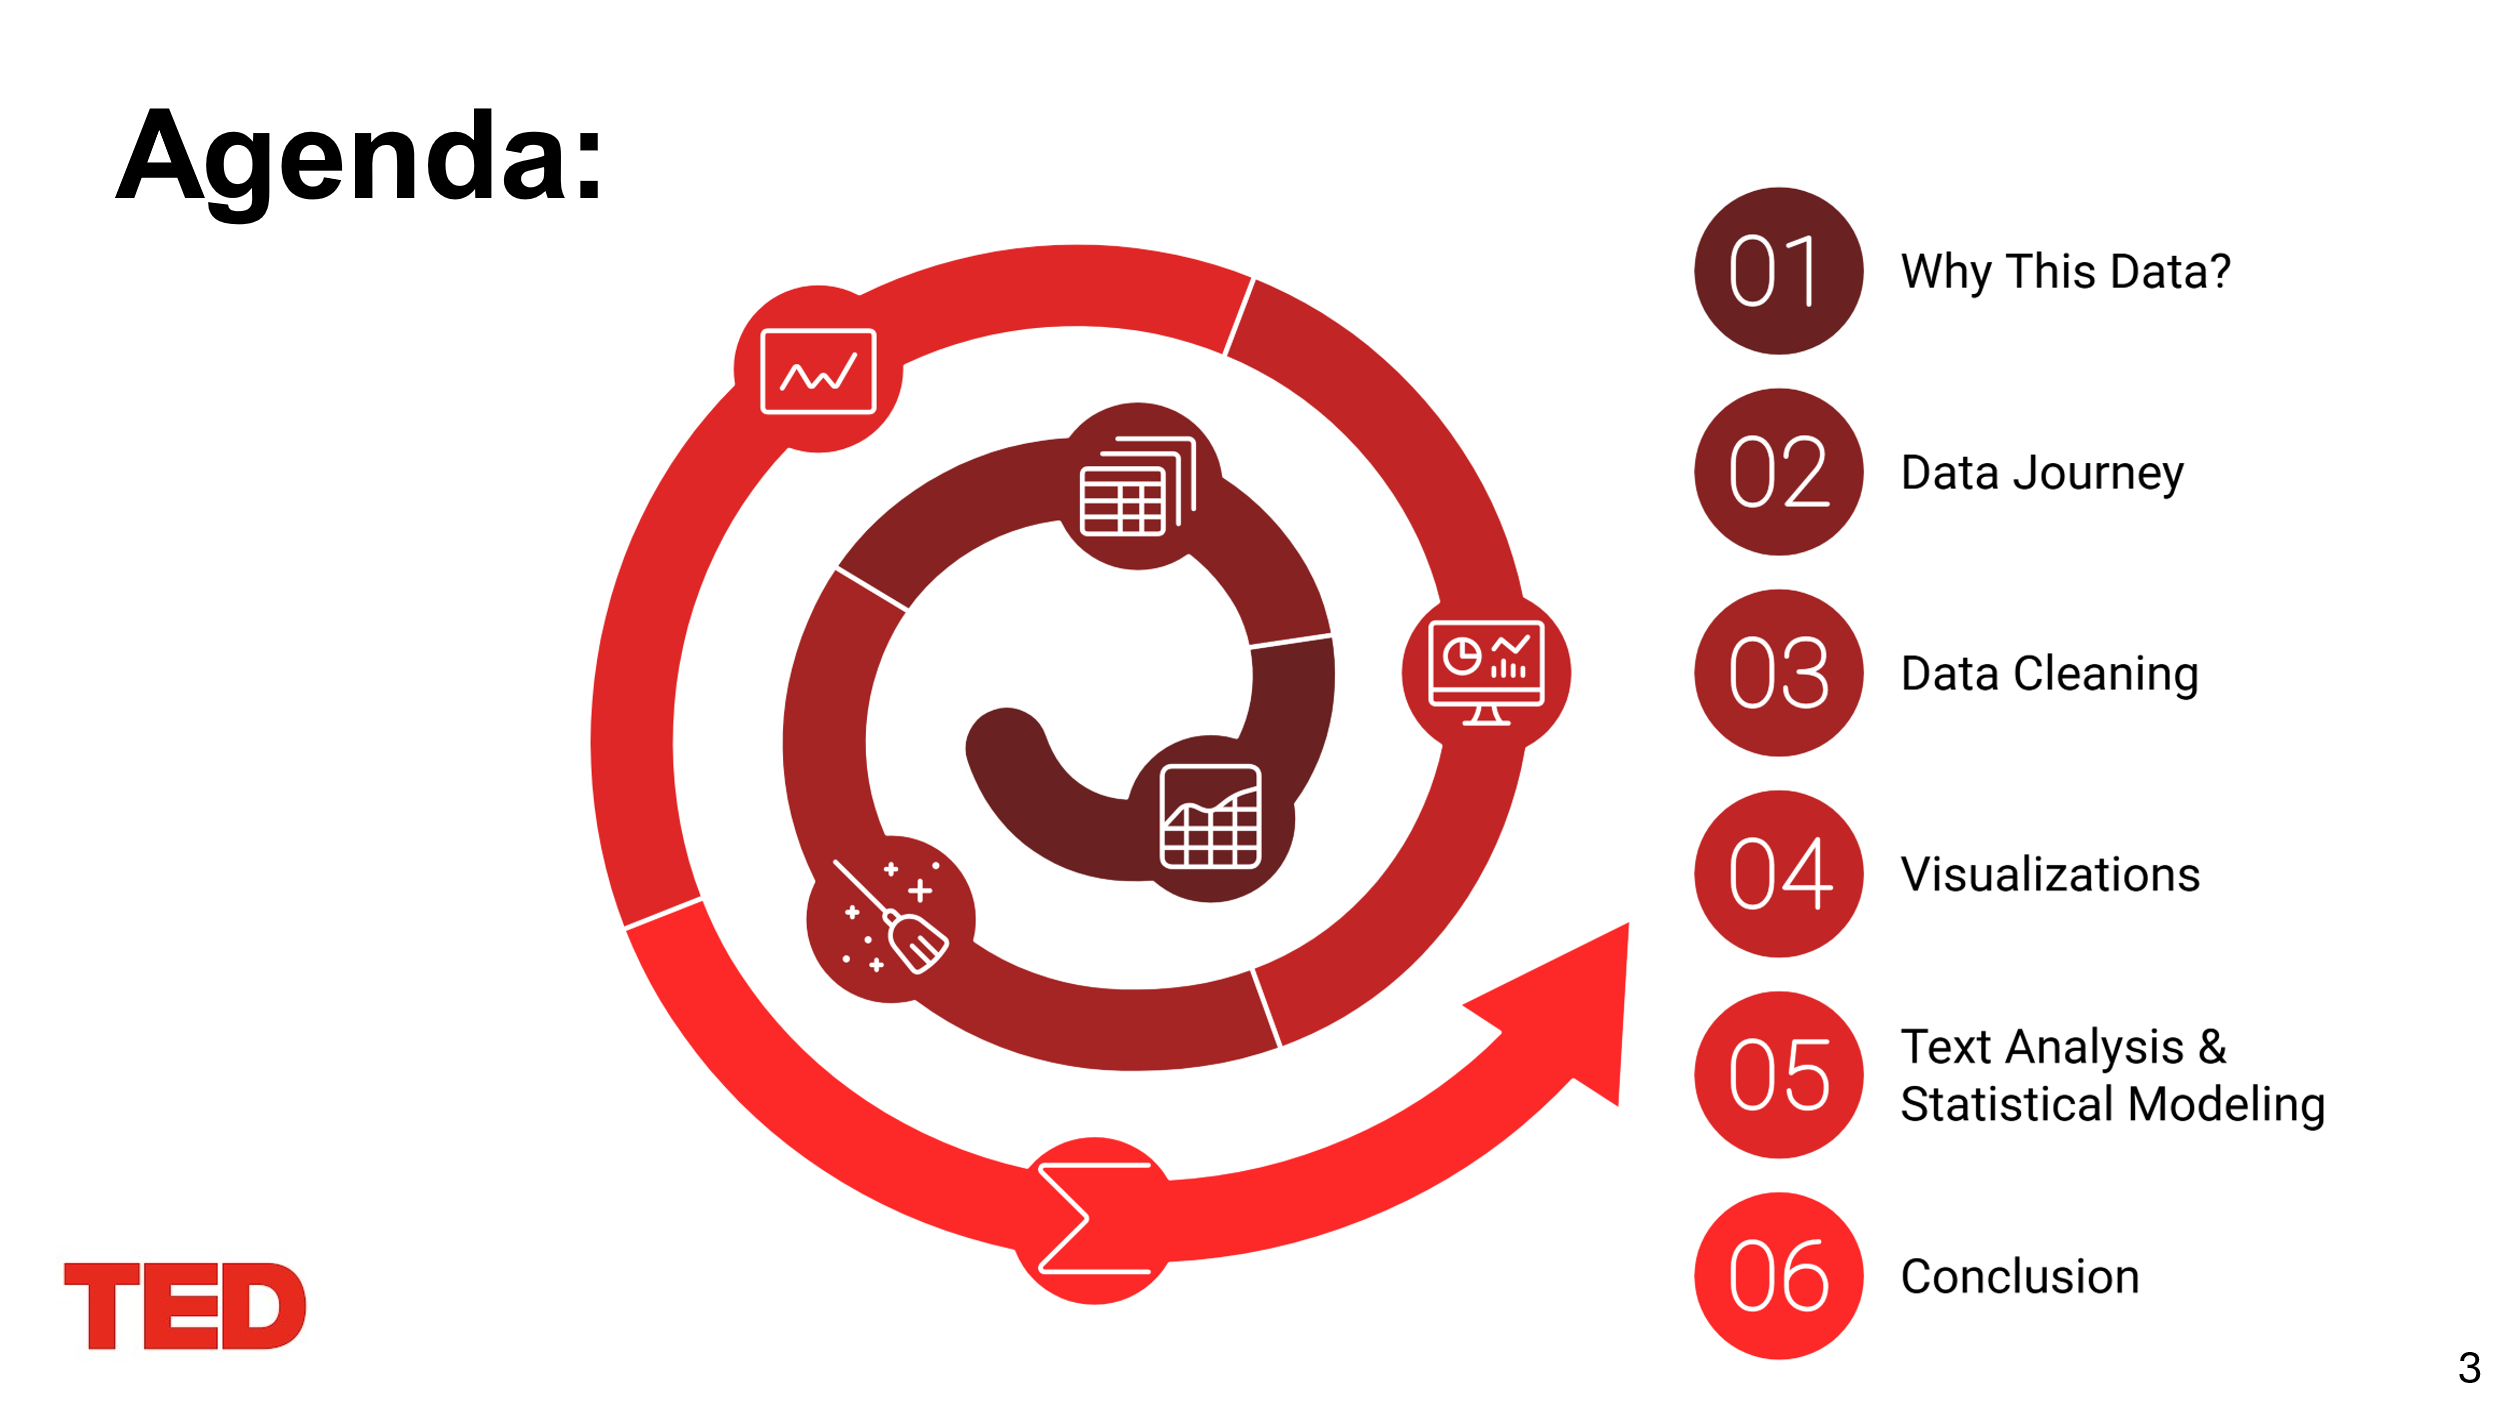 Agenda:
01
Why This Data?
02
Data Journey
03
Data Cleaning
04
Visualizations
05
Text Analysis &
Statistical Modeling
06
Conclusion
TED
3